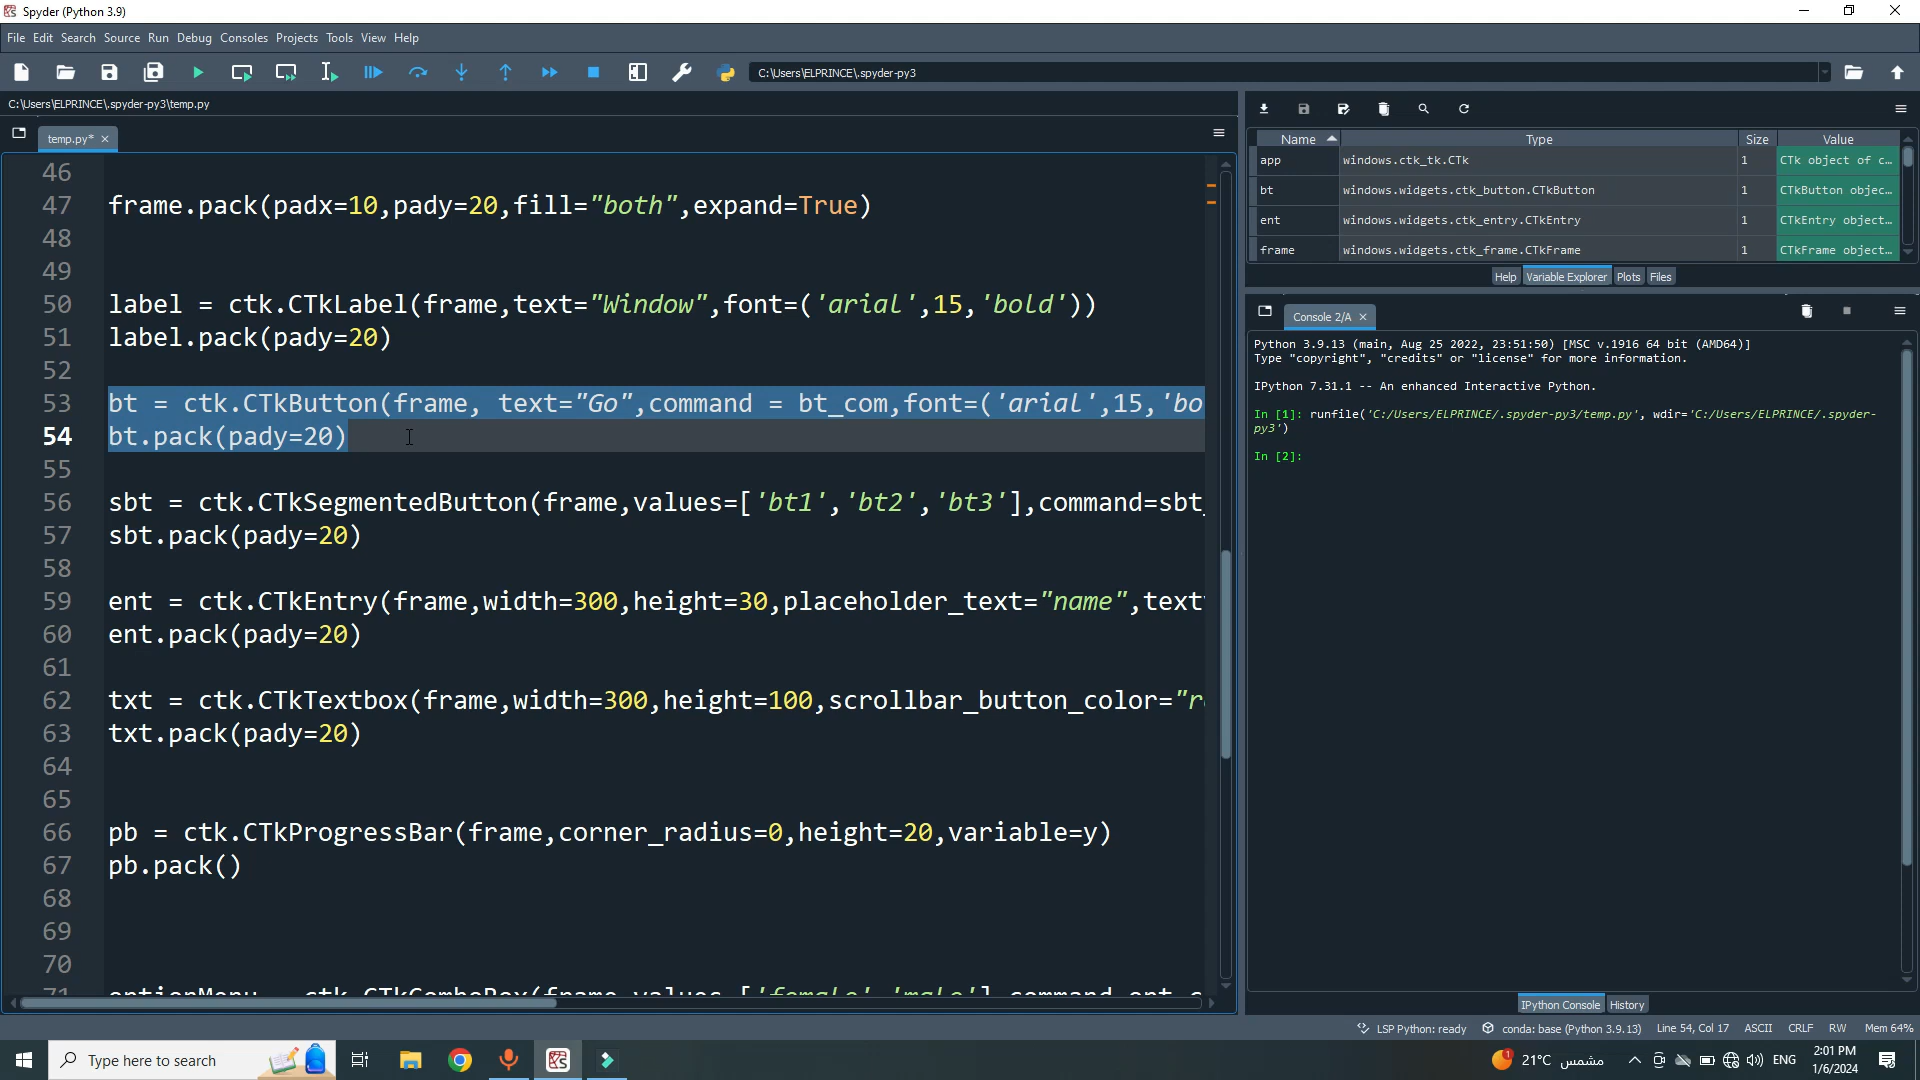 Spyder (Python 3.9)
File Edit Search Source Run Debug Consoles Projects Tools View Help
C:\Users\ELPRINCE\.spyder-py3
C:\Users\ELPRINCE\.spyder-py3\temp.py
temp.py*
46
47 frame.pack(padx=10,pady=20,fill="both",expand=True)
48
49
50 label = ctk.CTkLabel(frame,text="Window",font=('arial',15,'bold'))
51 label.pack(pady=20)
52
53 bt = ctk.CTkButton(frame, text="Go",command = bt_com,font=('arial',15,'bo
54 bt.pack(pady=20)
55
56 sbt = ctk.CTkSegmentedButton(frame,values=['bt1','bt2','bt3'],command=sbt_
57 sbt.pack(pady=20)
58
59 ent = ctk.CTkEntry(frame,width=300,height=30,placeholder_text="name",text
60 ent.pack(pady=20)
61
62 txt = ctk.CTkTextbox(frame,width=300,height=100,scrollbar_button_color="r
63 txt.pack(pady=20)
64
65
66 pb = ctk.CTkProgressBar(frame,corner_radius=0,height=20,variable=y)
67 pb.pack()
68
69
70
Name Type Size Value
app windows.ctk_tk.CTk 1 CTk object of c…
bt windows.widgets.ctk_button.CTkButton 1 CTkButton objec…
ent windows.widgets.ctk_entry.CTkEntry 1 CTkEntry object…
frame windows.widgets.ctk_frame.CTkFrame 1 CTkFrame object…
Help Variable Explorer Plots Files
Console 2/A
Python 3.9.13 (main, Aug 25 2022, 23:51:50) [MSC v.1916 64 bit (AMD64)]
Type "copyright", "credits" or "license" for more information.
IPython 7.31.1 -- An enhanced Interactive Python.
In [1]: runfile('C:/Users/ELPRINCE/.spyder-py3/temp.py', wdir='C:/Users/ELPRINCE/.spyder-
py3')
In [2]:
IPython Console History
LSP Python: ready conda: base (Python 3.9.13) Line 54, Col 17 ASCII CRLF RW Mem 64%
Type here to search
1
21°C مشمس
ENG
2:01 PM
1/6/2024